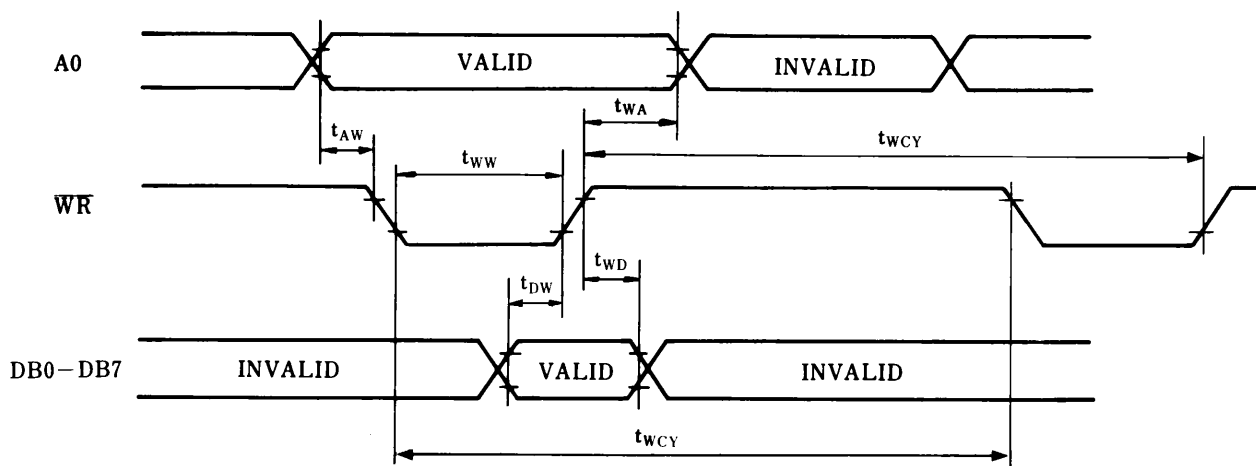 A0
VALID
INVALID
tWA
tAW
tWW
tWCY
WR
tWD
tDW
DB0-DB7
INVALID
VALID
INVALID
tWCY